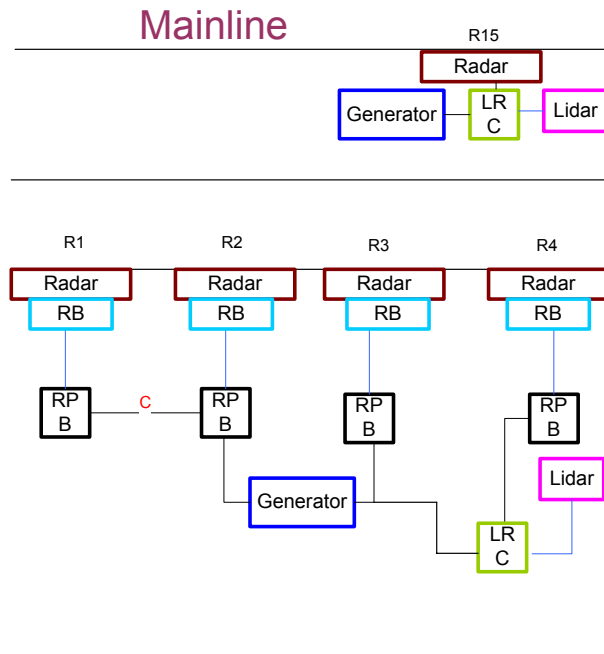 Mainline
R15
Radar
Generator
LR
C
Lidar
R1
R2
R3
R4
Radar
Radar
Radar
Radar
RB
RB
RB
RB
RP
B
C
RP
B
RP
B
RP
B
Lidar
Generator
LR
C